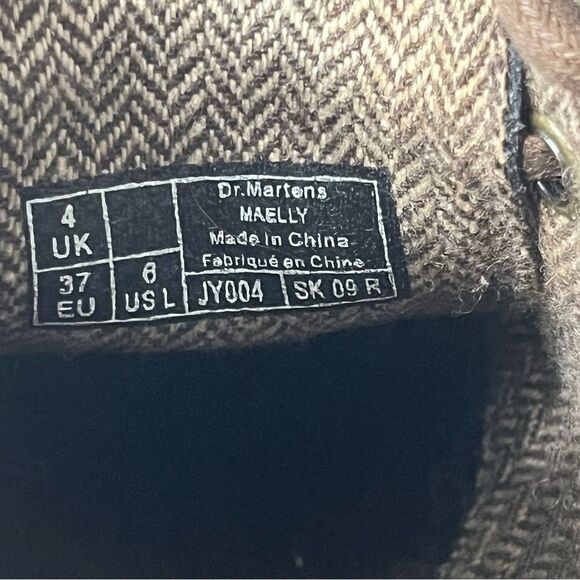 4
UK
37
EU
6
US L
Dr.Martens
MAELLY
Made in China
Fabriqué en Chine
JY004
SK 09 R